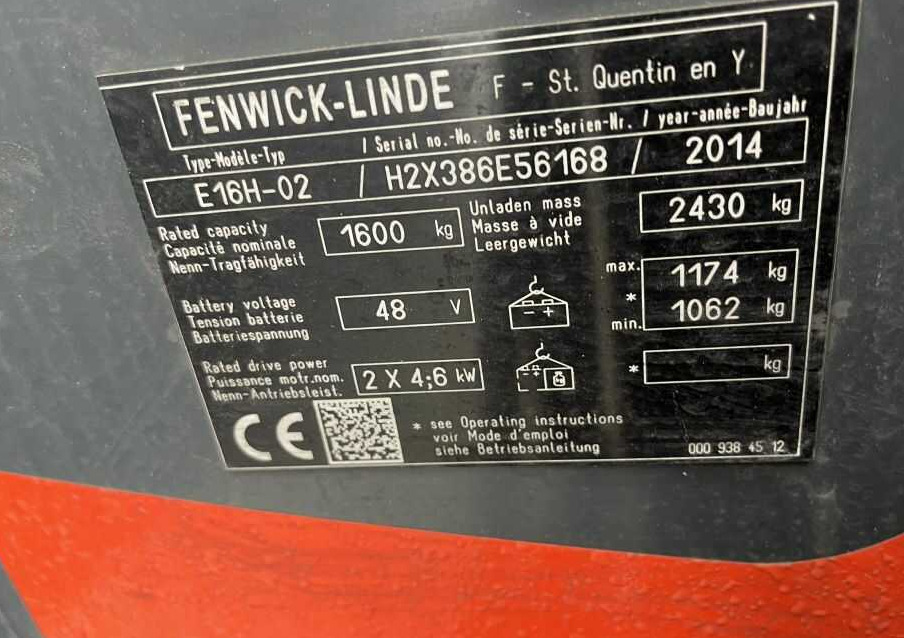 FENWICK-LINDE F - St. Quentin en Y
Type-Modèle-Typ / Serial no.-No. de série-Serien-Nr. / year-année-Baujahr
E16H-02 / H2X386E56168 / 2014
Rated capacity
Capacité nominale
Nenn-Tragfähigkeit
1600 kg
Unladen mass
Masse à vide
Leergewicht
2430 kg
Battery voltage
Tension batterie
Batteriespannung
48 V
- +
max. 1174 kg
*
min. 1062 kg
Rated drive power
Puissance motr.nom.
Nenn-Antriebsleist.
2 X 4;6 kW
- +
kg
* kg
CE
* see Operating instructions
voir Mode d'emploi
siehe Betriebsanleitung
000 938 45 12